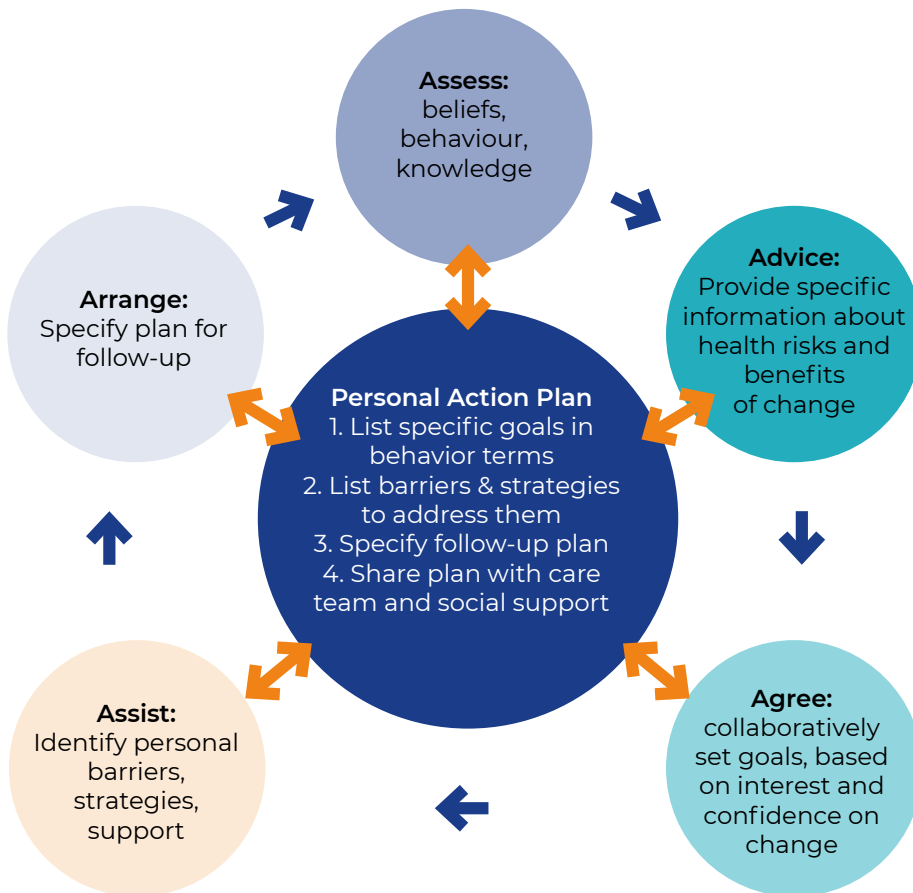 Assess:
beliefs,
behaviour,
knowledge
Advice:
Provide specific
information about
health risks and
benefits
of change
Arrange:
Specify plan for
follow-up
Personal Action Plan
1. List specific goals in
behavior terms
2. List barriers & strategies
to address them
3. Specify follow-up plan
4. Share plan with care
team and social support
Assist:
Identify personal
barriers,
strategies,
support
Agree:
collaboratively
set goals, based
on interest and
confidence on
change